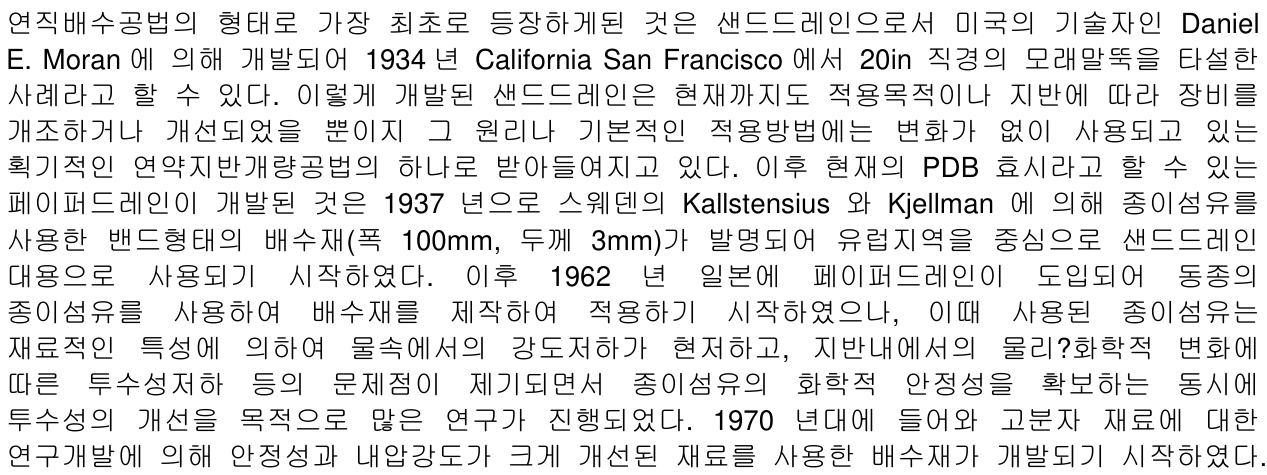 연직배수공법의 형태로 가장 최초로 등장하게된 것은 샌드드레인으로서 미국의 기술자인 Daniel
E. Moran 에 의해 개발되어 1934 년 California San Francisco 에서 20in 직경의 모래말뚝을 타설한
사례라고 할 수 있다. 이렇게 개발된 샌드드레인은 현재까지도 적용목적이나 지반에 따라 장비를
개조하거나 개선되었을 뿐이지 그 원리나 기본적인 적용방법에는 변화가 없이 사용되고 있는
획기적인 연약지반개량공법의 하나로 받아들여지고 있다. 이후 현재의 PDB 효시라고 할 수 있는
페이퍼드레인이 개발된 것은 1937 년으로 스웨덴의 Kallstensius 와 Kjellman 에 의해 종이섬유를
사용한 밴드형태의 배수재(폭 100mm, 두께 3mm)가 발명되어 유럽지역을 중심으로 샌드드레인
대용으로 사용되기 시작하였다. 이후 1962 년 일본에 페이퍼드레인이 도입되어 동종의
종이섬유를 사용하여 배수재를 제작하여 적용하기 시작하였으나, 이때 사용된 종이섬유는
재료적인 특성에 의하여 물속에서의 강도저하가 현저하고, 지반내에서의 물리?화학적 변화에
따른 투수성저하 등의 문제점이 제기되면서 종이섬유의 화학적 안정성을 확보하는 동시에
투수성의 개선을 목적으로 많은 연구가 진행되었다. 1970 년대에 들어와 고분자 재료에 대한
연구개발에 의해 안정성과 내압강도가 크게 개선된 재료를 사용한 배수재가 개발되기 시작하였다.